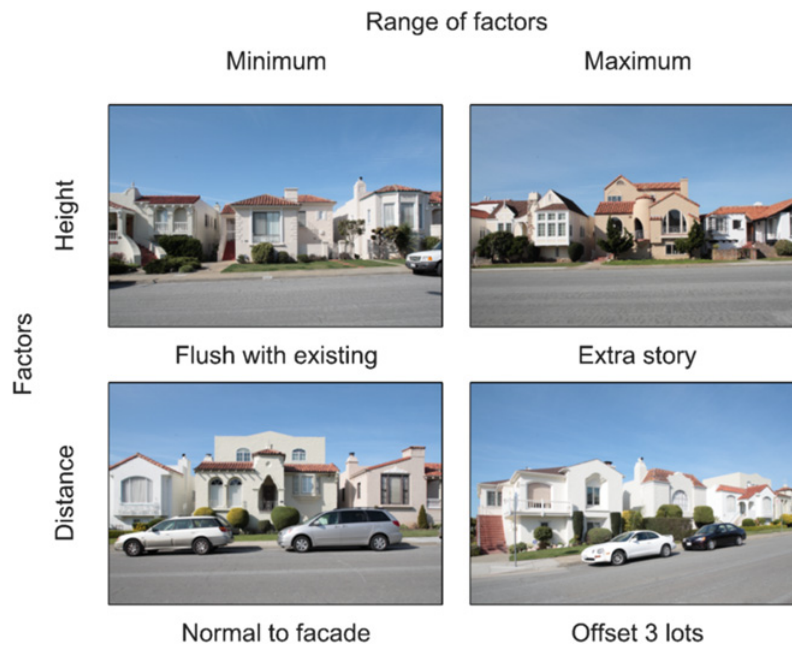 Range of factors
Minimum
Maximum
Height
Flush with existing
Extra story
Factors
Distance
Normal to facade
Offset 3 lots